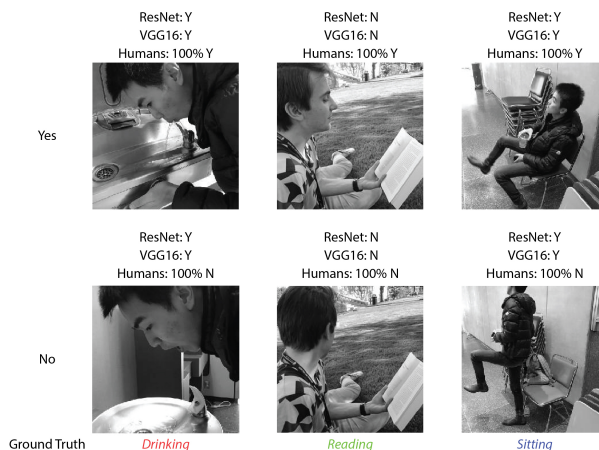 ResNet: Y
VGG16: Y
Humans: 100% Y
ResNet: N
VGG16: N
Humans: 100% Y
ResNet: Y
VGG16: Y
Humans: 100% Y
Yes
ResNet: Y
VGG16: Y
Humans: 100% N
ResNet: N
VGG16: N
Humans: 100% N
ResNet: Y
VGG16: Y
Humans: 100% N
No
Ground Truth
Drinking
Reading
Sitting